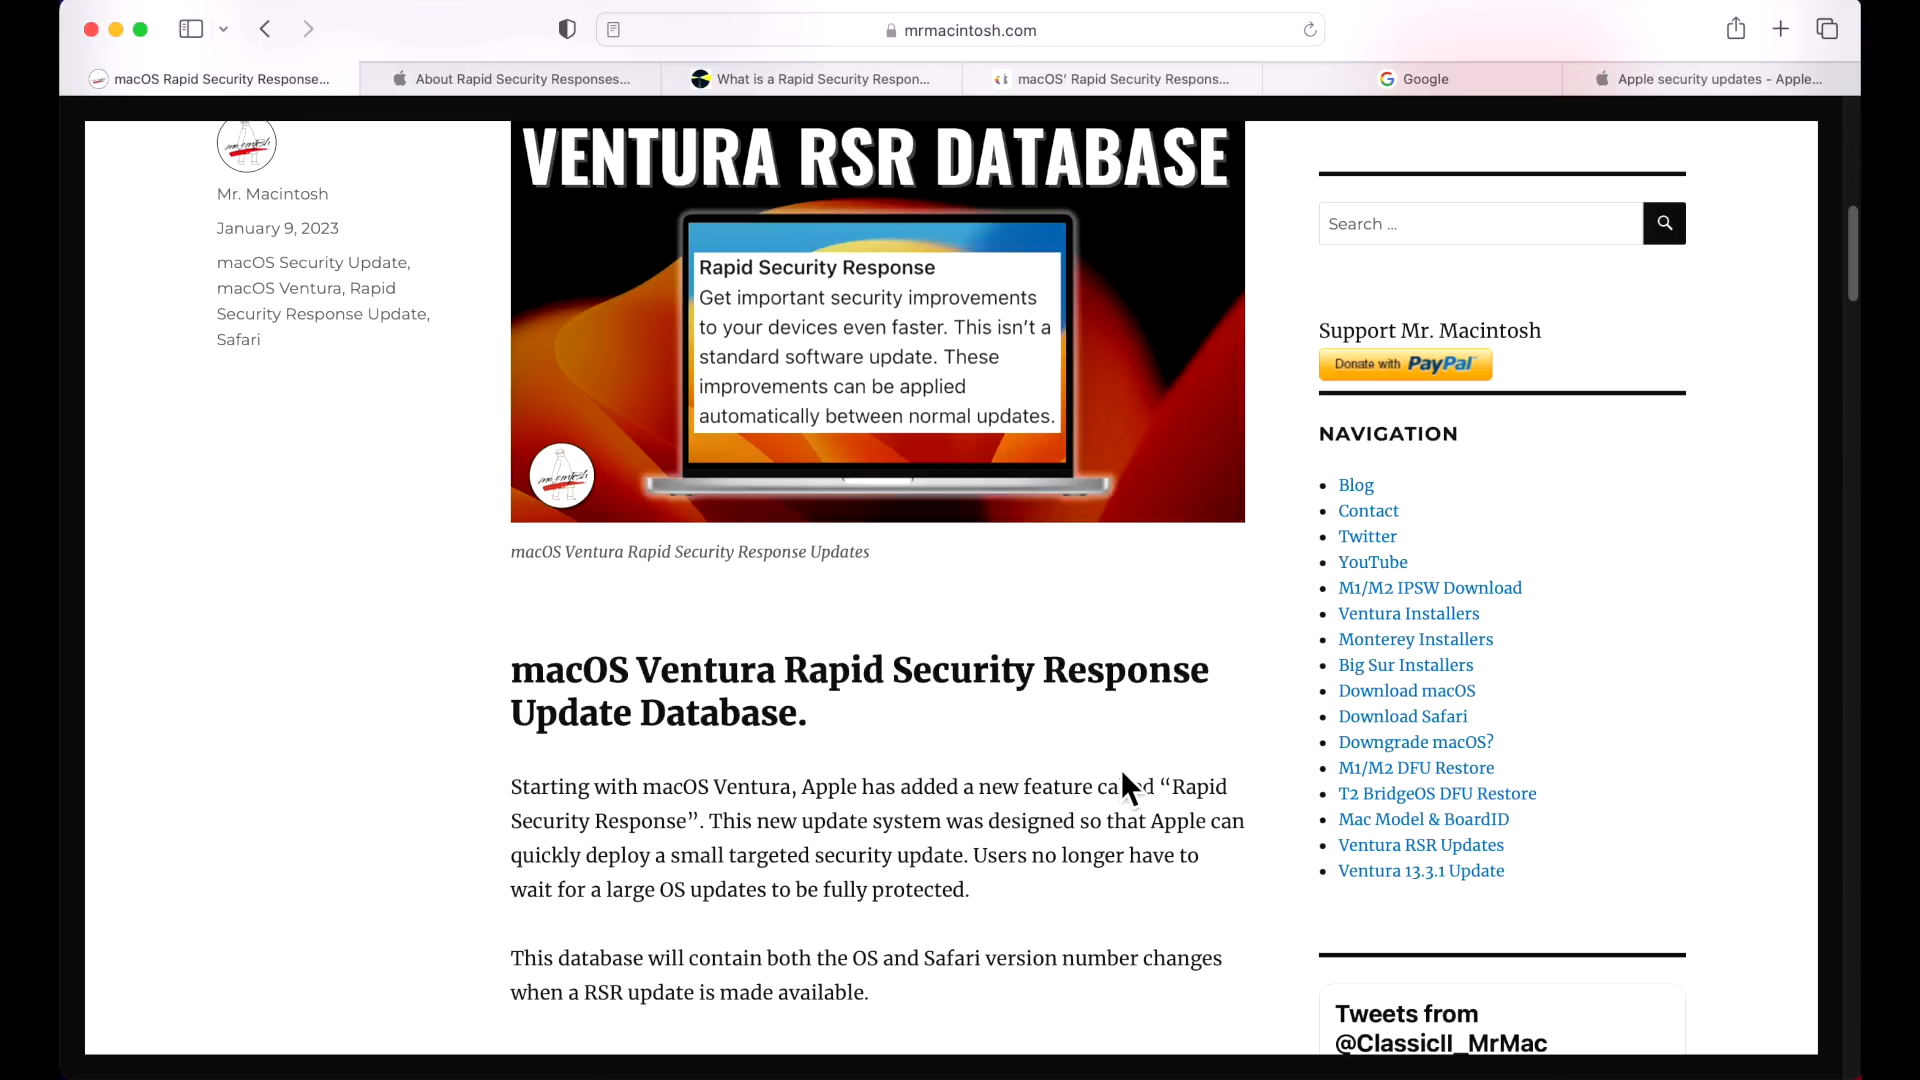 mrmacintosh.com
macOS Rapid Security Response...
About Rapid Security Responses...
What is a Rapid Security Respon...
macOS' Rapid Security Respons...
Google
Apple security updates - Apple...
Mr. Macintosh
January 9, 2023
macOS Security Update,
macOS Ventura, Rapid
Security Response Update,
Safari
VENTURA RSR DATABASE
Rapid Security Response
Get important security improvements
to your devices even faster. This isn't a
standard software update. These
improvements can be applied
automatically between normal updates.
macOS Ventura Rapid Security Response Updates
macOS Ventura Rapid Security Response
Update Database.
Starting with macOS Ventura, Apple has added a new feature called “Rapid
Security Response”. This new update system was designed so that Apple can
quickly deploy a small targeted security update. Users no longer have to
wait for a large OS updates to be fully protected.
This database will contain both the OS and Safari version number changes
when a RSR update is made available.
Search ...
Support Mr. Macintosh
Donate with PayPal
NAVIGATION
Blog
Contact
Twitter
YouTube
M1/M2 IPSW Download
Ventura Installers
Monterey Installers
Big Sur Installers
Download macOS
Download Safari
Downgrade macOS?
M1/M2 DFU Restore
T2 BridgeOS DFU Restore
Mac Model & BoardID
Ventura RSR Updates
Ventura 13.3.1 Update
Tweets from
@ClassicII_MrMac